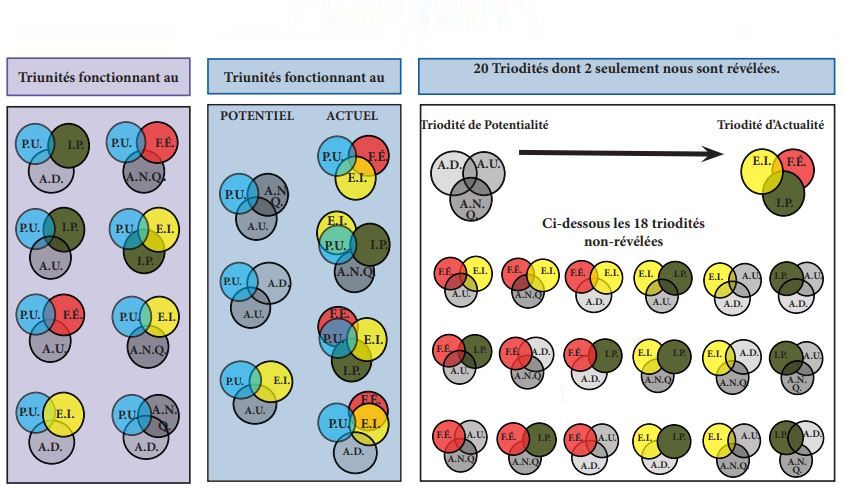 Triunités fonctionnant au
P.U. I.P.
A.D.
P.U. F.É.
A.N.Q.
P.U. I.P.
A.U.
P.U. E.I.
I.P.
P.U. F.É.
A.U.
P.U. E.I.
A.N.Q.
P.U. E.I.
A.D.
P.U. A.N.
Q.
A.D.
Triunités fonctionnant au
POTENTIEL
P.U. A.N
Q.
A.U.
P.U. A.D.
A.U.
P.U. E.I.
A.U.
ACTUEL
P.U. F.É.
E.I.
E.I.
P.U. I.P.
A.N.Q
F.É.
P.U. E.I.
I.P.
F.É.
P.U. E.I.
A.D.
20 Triodités dont 2 seulement nous sont révélées.
Triodité de Potentialité
A.D. A.U.
A.N.
Q.
Triodité d’Actualité
E.I. F.É.
I.P.
Ci-dessous les 18 triodités
non-révélées
F.É. E.I.
A.U.
F.É. E.I.
A.N.Q
F.É. E.I.
A.D.
E.I. I.P.
A.U.
E.I. A.U.
A.D.
I.P. A.U.
A.D.
F.É. I.P.
A.U.
F.É. A.D.
A.N.Q
F.É. I.P.
A.D.
E.I. I.P.
A.N.Q
E.I. A.D.
A.N.Q
I.P. A.U.
A.N.
Q.
F.É. A.U.
A.N.Q
F.É. I.P.
A.N.Q
F.É. A.U.
A.D.
E.I. I.P.
A.D.
E.I. A.U.
A.N.Q
I.P. A.D.
A.N.
Q.